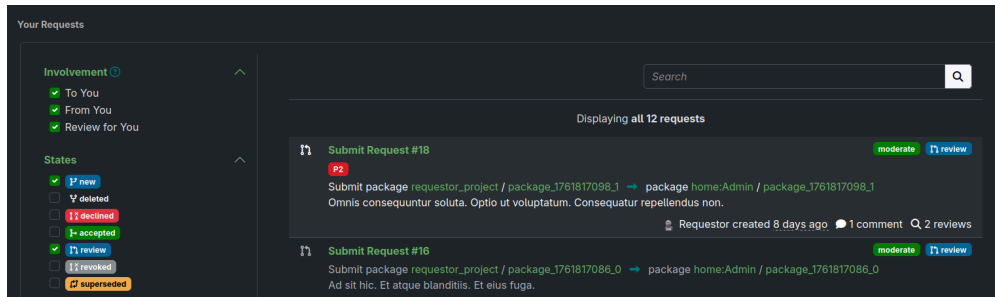 Your Requests
Involvement
To You
From You
Review for You
States
new
deleted
declined
accepted
review
revoked
superseded
Search
Displaying all 12 requests
Submit Request #18
moderate
review
P2
Submit package requestor_project / package_1761817098_1 → package home:Admin / package_1761817098_1
Omnis consequuntur soluta. Optio ut voluptatum. Consequatur repellendus non.
Requestor created 8 days ago 1 comment 2 reviews
Submit Request #16
moderate
review
Submit package requestor_project / package_1761817086_0 → package home:Admin / package_1761817086_0
Ad sit hic. Et atque blanditiis. Et eius fuga.